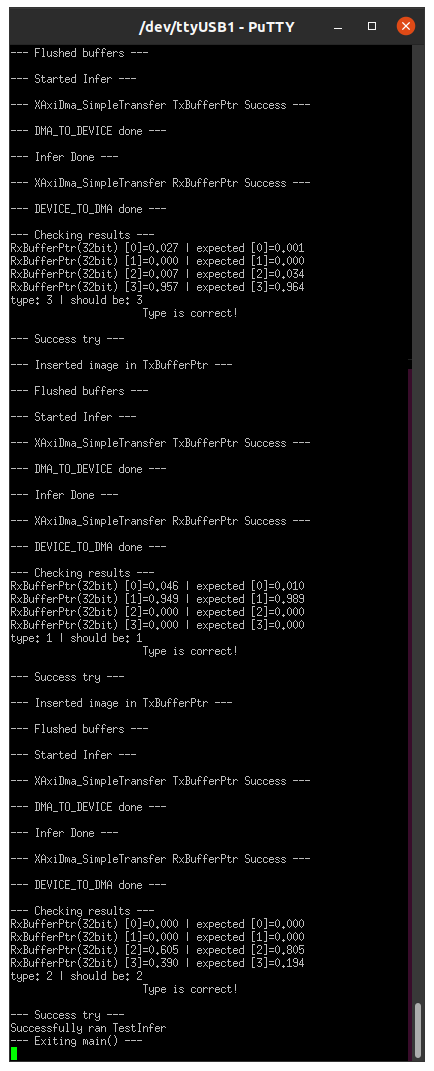 /dev/ttyUSB1 - PuTTY
--- Flushed buffers ---
--- Started Infer ---
--- XAxiDma_SimpleTransfer TxBufferPtr Success ---
--- DMA_TO_DEVICE done ---
--- Infer Done ---
--- XAxiDma_SimpleTransfer RxBufferPtr Success ---
--- DEVICE_TO_DMA done ---
--- Checking results ---
RxBufferPtr(32bit) [0]=0.027 | expected [0]=0.001
RxBufferPtr(32bit) [1]=0.000 | expected [1]=0.000
RxBufferPtr(32bit) [2]=0.007 | expected [2]=0.034
RxBufferPtr(32bit) [3]=0.957 | expected [3]=0.964
type: 3 | should be: 3
Type is correct!
--- Success try ---
--- Inserted image in TxBufferPtr ---
--- Flushed buffers ---
--- Started Infer ---
--- XAxiDma_SimpleTransfer TxBufferPtr Success ---
--- DMA_TO_DEVICE done ---
--- Infer Done ---
--- XAxiDma_SimpleTransfer RxBufferPtr Success ---
--- DEVICE_TO_DMA done ---
--- Checking results ---
RxBufferPtr(32bit) [0]=0.046 | expected [0]=0.010
RxBufferPtr(32bit) [1]=0.949 | expected [1]=0.989
RxBufferPtr(32bit) [2]=0.000 | expected [2]=0.000
RxBufferPtr(32bit) [3]=0.000 | expected [3]=0.000
type: 1 | should be: 1
Type is correct!
--- Success try ---
--- Inserted image in TxBufferPtr ---
--- Flushed buffers ---
--- Started Infer ---
--- XAxiDma_SimpleTransfer TxBufferPtr Success ---
--- DMA_TO_DEVICE done ---
--- Infer Done ---
--- XAxiDma_SimpleTransfer RxBufferPtr Success ---
--- DEVICE_TO_DMA done ---
--- Checking results ---
RxBufferPtr(32bit) [0]=0.000 | expected [0]=0.000
RxBufferPtr(32bit) [1]=0.000 | expected [1]=0.000
RxBufferPtr(32bit) [2]=0.605 | expected [2]=0.805
RxBufferPtr(32bit) [3]=0.390 | expected [3]=0.194
type: 2 | should be: 2
Type is correct!
--- Success try ---
Successfully ran TestInfer
--- Exiting main() ---